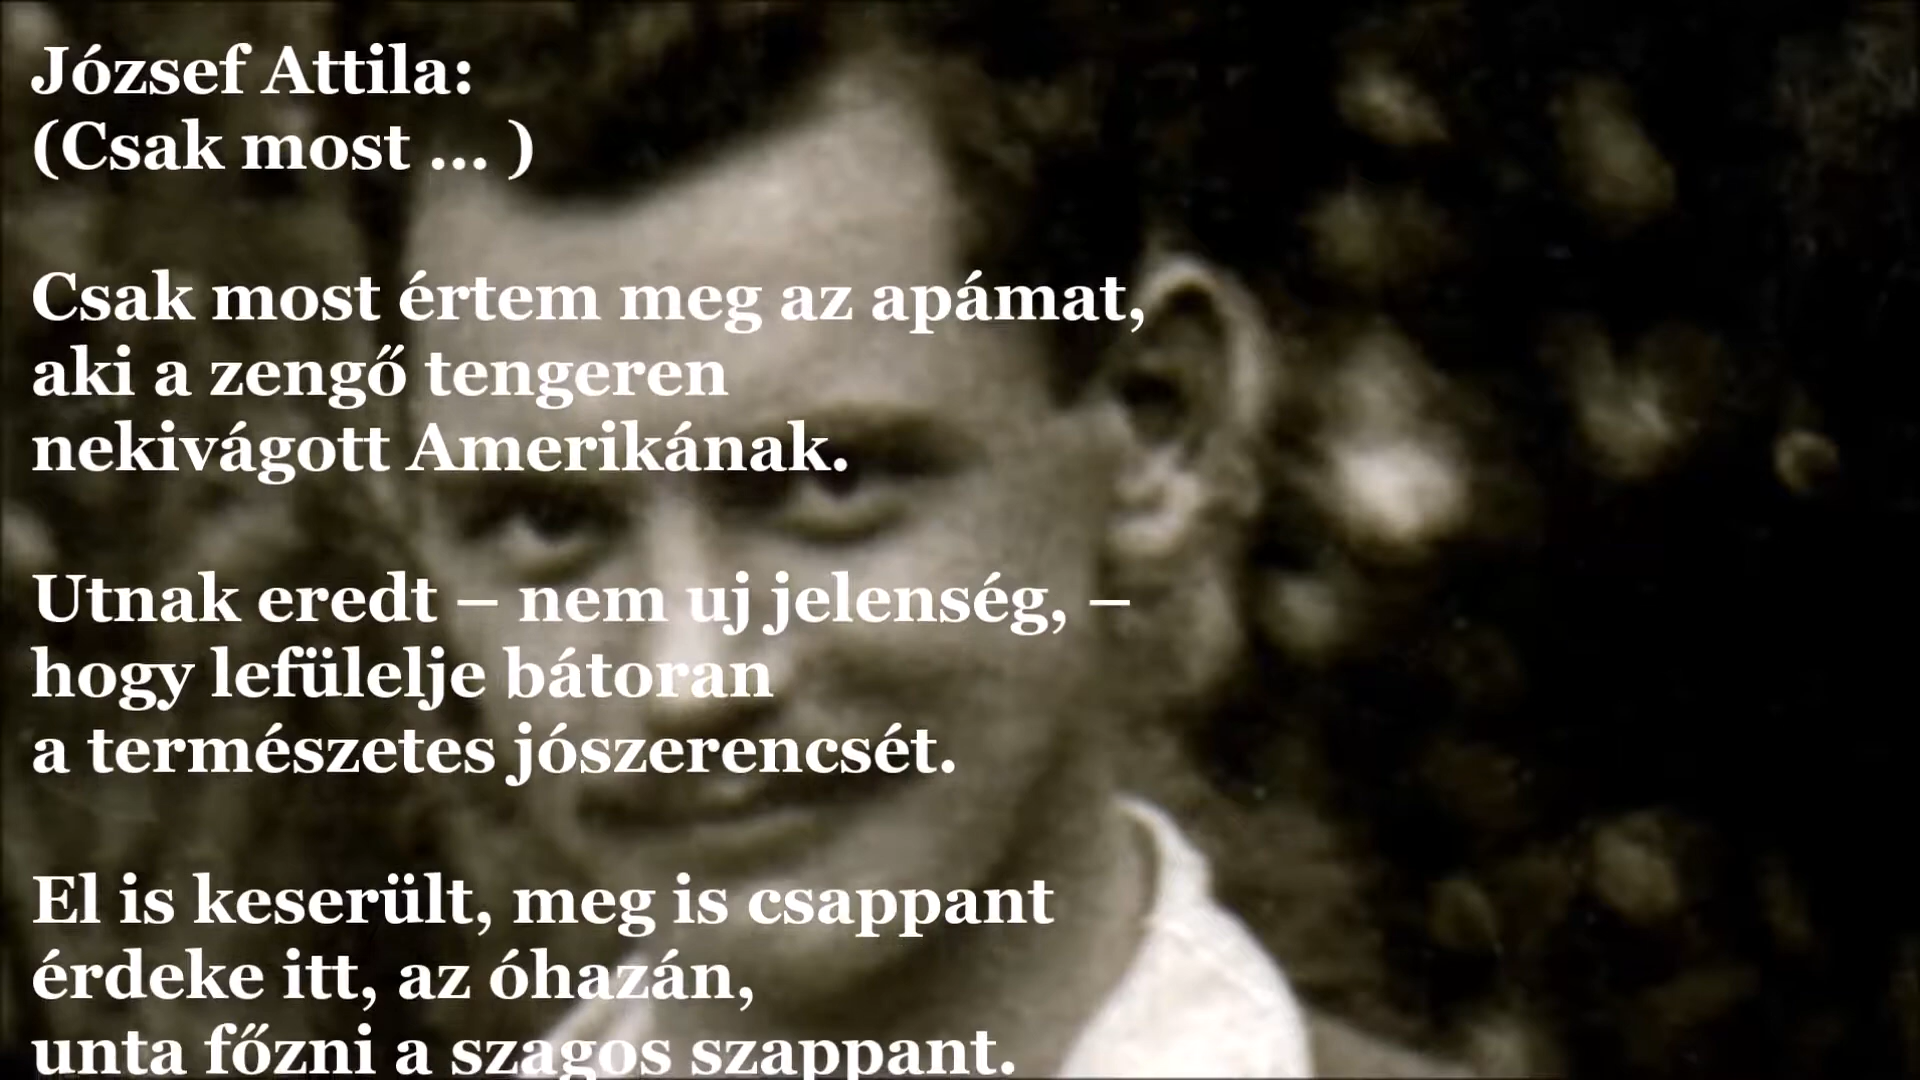 József Attila:
(Csak most ... )
Csak most értem meg az apámat,
aki a zengő tengeren
nekivágott Amerikának.
Utnak eredt – nem uj jelenség, –
hogy lefülelje bátoran
a természetes jószerencsét.
El is keserült, meg is csappant
érdeke itt, az óhazán,
unta főzni a szagos szappant.